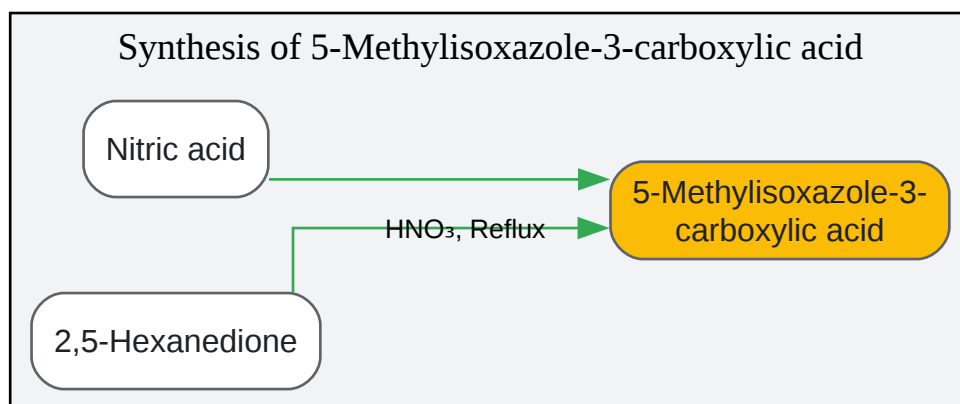 Synthesis of 5-Methylisoxazole-3-carboxylic acid
Nitric acid
5-Methylisoxazole-3-
carboxylic acid
HNO₃, Reflux
2,5-Hexanedione